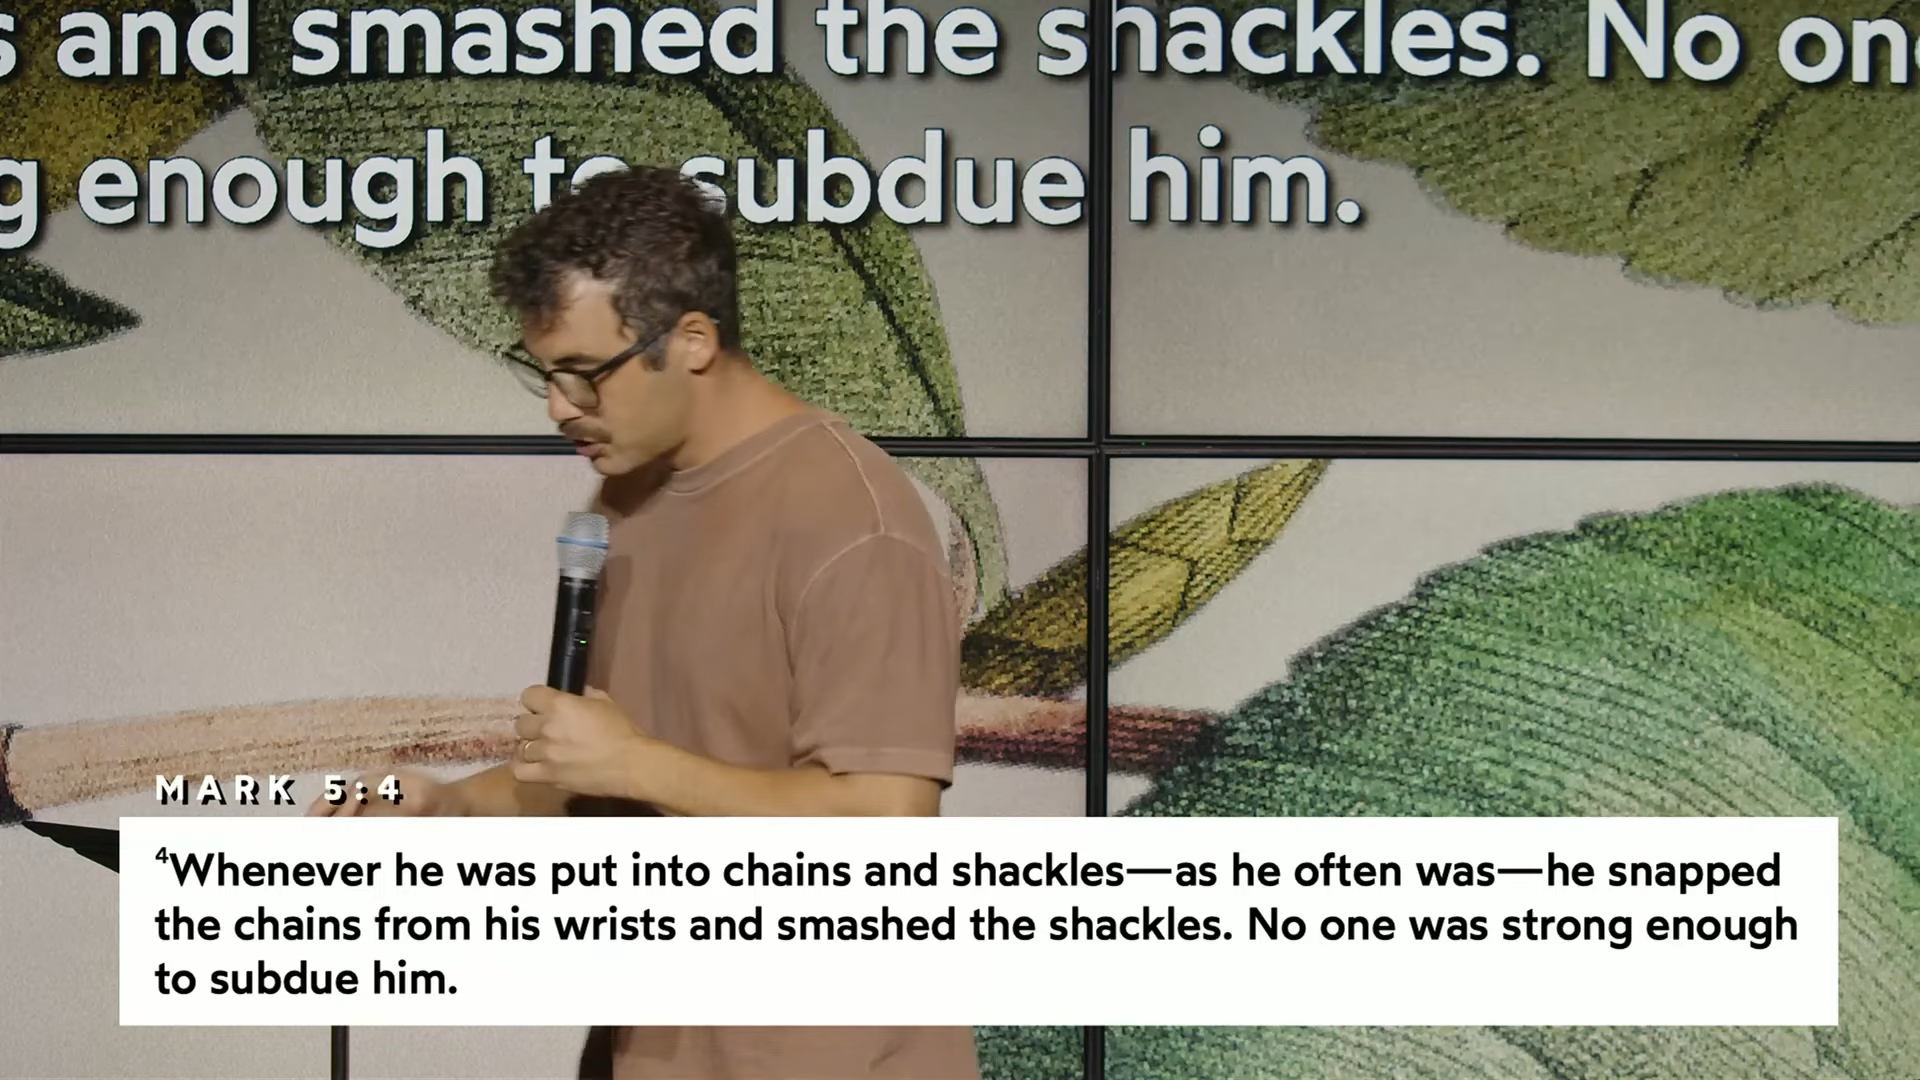 and smashed the shackles. No
enough to subdue him.
MARK 5:4
4Whenever he was put into chains and shackles—as he often was—he snapped
the chains from his wrists and smashed the shackles. No one was strong enough
to subdue him.